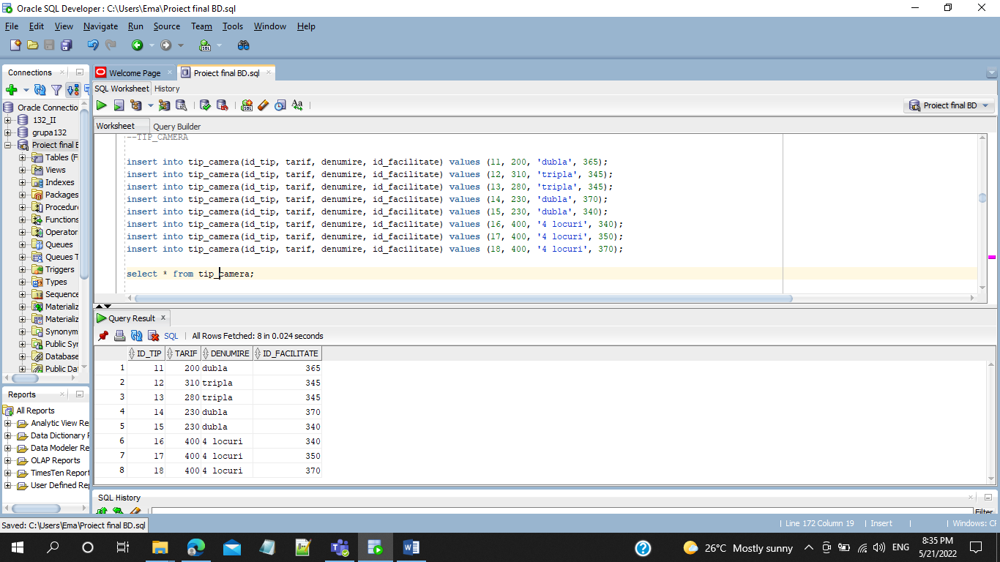 Oracle SQL Developer : C:\Users\Ema\Proiect final BD.sql
File Edit View Navigate Run Source Team Tools Window Help
Connections
Welcome Page
Proiect final BD.sql
SQL Worksheet History
Oracle Connectio
132_II
grupa132
Proiect final B
Tables (F
Views
Indexes
Packages
Procedure
Functions
Operator
Queues
Queues T
Triggers
Types
Sequence
Materializ
Materializ
Synonym
Public Syn
Database
Public Dat
Proiect final BD
Worksheet Query Builder
--TIP_CAMERA
insert into tip_camera(id_tip, tarif, denumire, id_facilitate) values (11, 200, 'dubla', 365);
insert into tip_camera(id_tip, tarif, denumire, id_facilitate) values (12, 310, 'tripla', 345);
insert into tip_camera(id_tip, tarif, denumire, id_facilitate) values (13, 280, 'tripla', 345);
insert into tip_camera(id_tip, tarif, denumire, id_facilitate) values (14, 230, 'dubla', 370);
insert into tip_camera(id_tip, tarif, denumire, id_facilitate) values (15, 230, 'dubla', 340);
insert into tip_camera(id_tip, tarif, denumire, id_facilitate) values (16, 400, '4 locuri', 340);
insert into tip_camera(id_tip, tarif, denumire, id_facilitate) values (17, 400, '4 locuri', 350);
insert into tip_camera(id_tip, tarif, denumire, id_facilitate) values (18, 400, '4 locuri', 370);
select * from tip_camera;
Query Result
SQL | All Rows Fetched: 8 in 0.024 seconds
ID_TIP TARIF DENUMIRE ID_FACILITATE
1 11 200 dubla 365
2 12 310 tripla 345
3 13 280 tripla 345
4 14 230 dubla 370
5 15 230 dubla 340
6 16 400 4 locuri 340
7 17 400 4 locuri 350
8 18 400 4 locuri 370
Reports
All Reports
Analytic View Re
Data Dictionary R
Data Modeler Re
OLAP Reports
TimesTen Report
User Defined Rep
SQL History
Filter
Saved: C:\Users\Ema\Proiect final BD.sql
| Line 172 Column 19 | Insert | | Windows: CF
26°C Mostly sunny
ENG
8:35 PM
5/21/2022